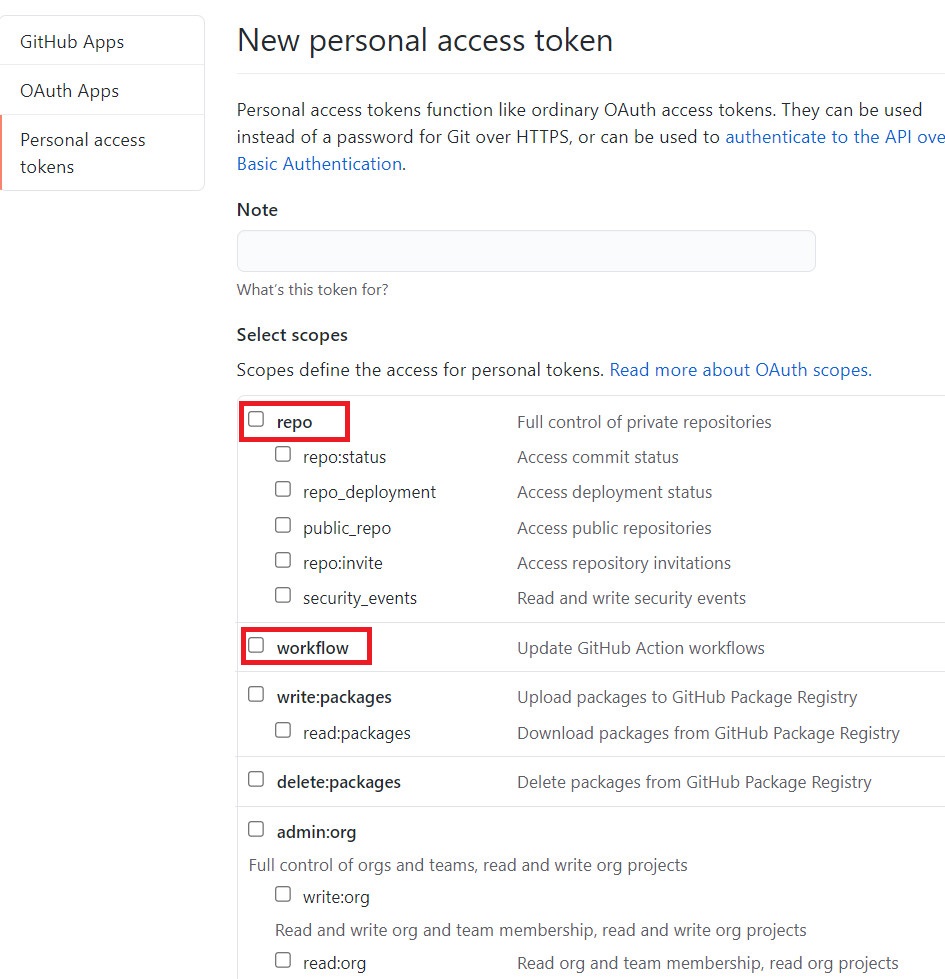 GitHub Apps
OAuth Apps
Personal access
tokens
New personal access token
Personal access tokens function like ordinary OAuth access tokens. They can be used
instead of a password for Git over HTTPS, or can be used to authenticate to the API ove
Basic Authentication.
Note
What's this token for?
Select scopes
Scopes define the access for personal tokens. Read more about OAuth scopes.
repo Full control of private repositories
repo:status Access commit status
repo_deployment Access deployment status
public_repo Access public repositories
repo:invite Access repository invitations
security_events Read and write security events
workflow Update GitHub Action workflows
write:packages Upload packages to GitHub Package Registry
read:packages Download packages from GitHub Package Registry
delete:packages Delete packages from GitHub Package Registry
admin:org
Full control of orgs and teams, read and write org projects
write:org
Read and write org and team membership, read and write org projects
read:org Read org and team membership, read org projects